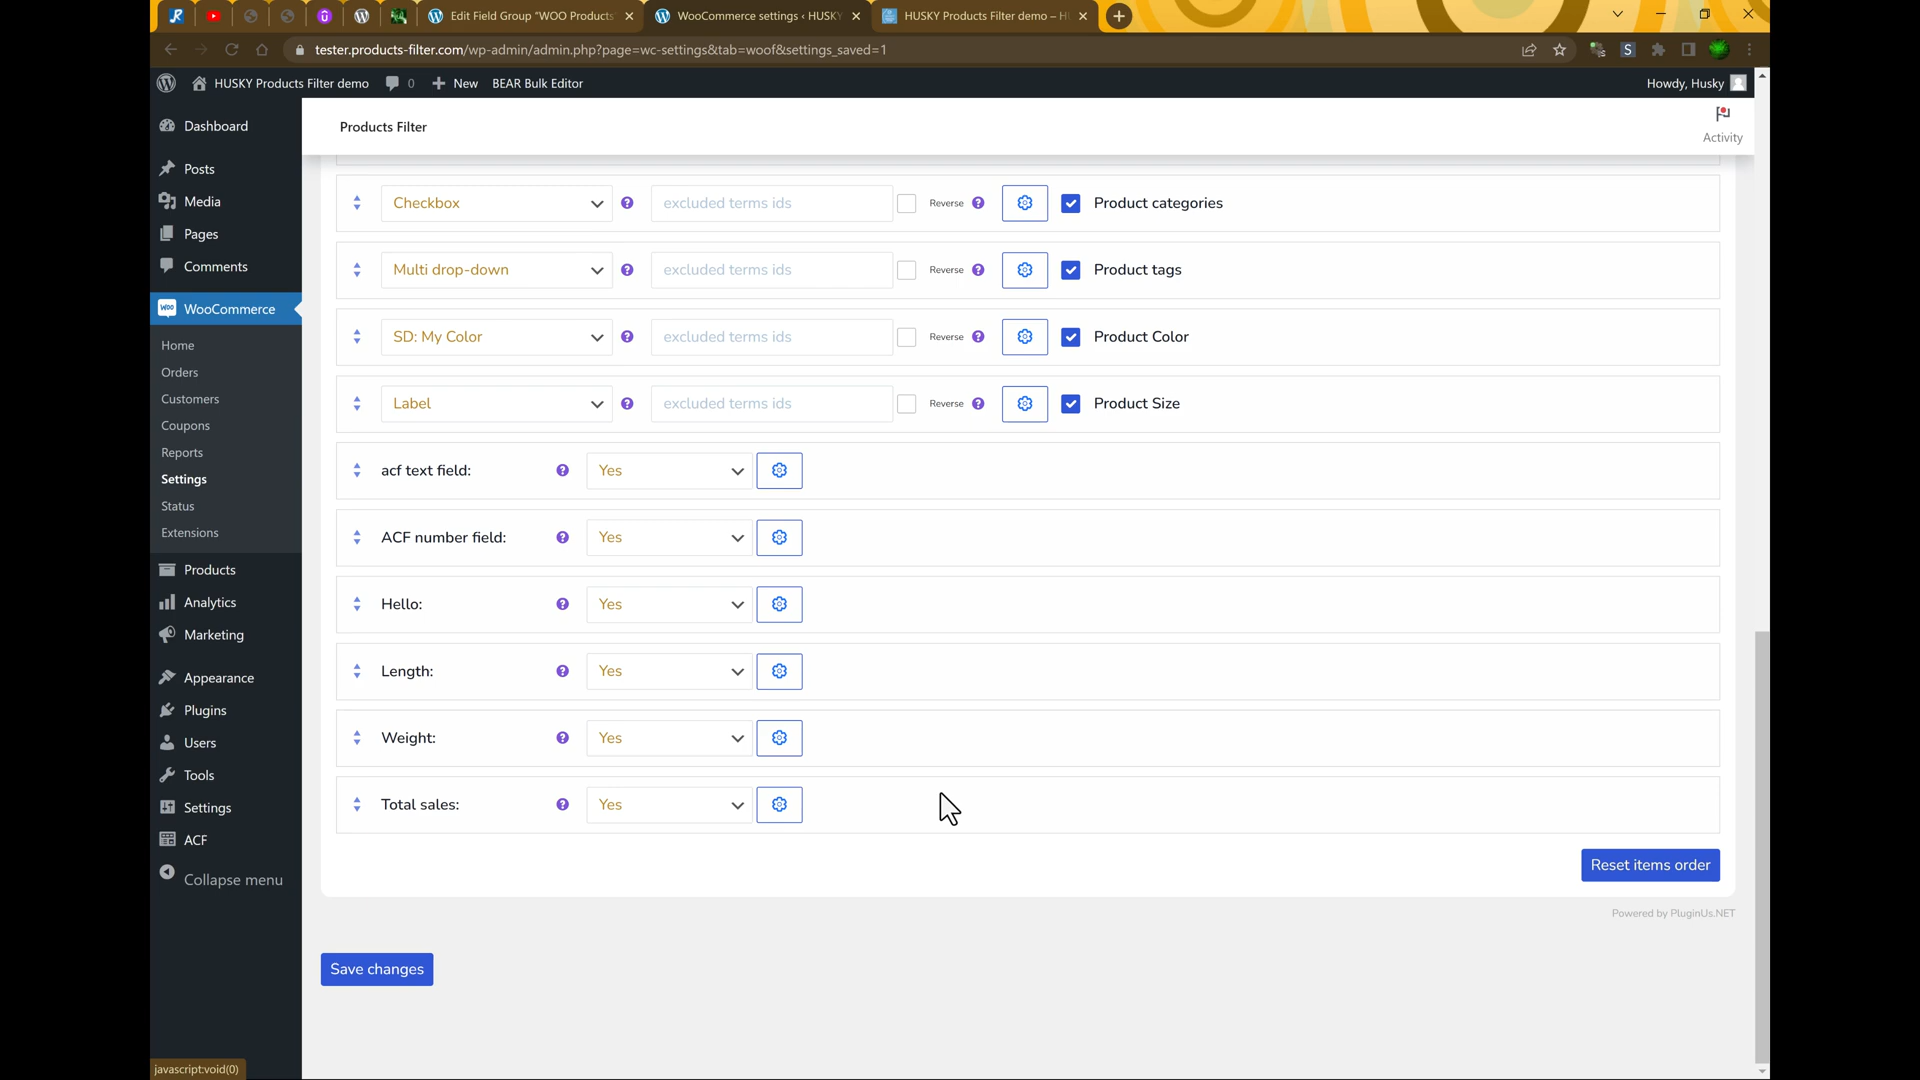 Edit Field Group "WOO Products
WooCommerce settings ‹ HUSKY
HUSKY Products Filter demo – H
tester.products-filter.com/wp-admin/admin.php?page=wc-settings&tab=woof&settings_saved=1
HUSKY Products Filter demo
0
New
BEAR Bulk Editor
Howdy, Husky
Dashboard
Posts
Media
Pages
Comments
WooCommerce
Home
Orders
Customers
Coupons
Reports
Settings
Status
Extensions
Products
Analytics
Marketing
Appearance
Plugins
Users
Tools
Settings
ACF
Collapse menu
Products Filter
Activity
Checkbox excluded terms ids Reverse Product categories
Multi drop-down excluded terms ids Reverse Product tags
SD: My Color excluded terms ids Reverse Product Color
Label excluded terms ids Reverse Product Size
acf text field: Yes
ACF number field: Yes
Hello: Yes
Length: Yes
Weight: Yes
Total sales: Yes
Reset items order
Powered by PluginUs.NET
Save changes
javascript:void(0)